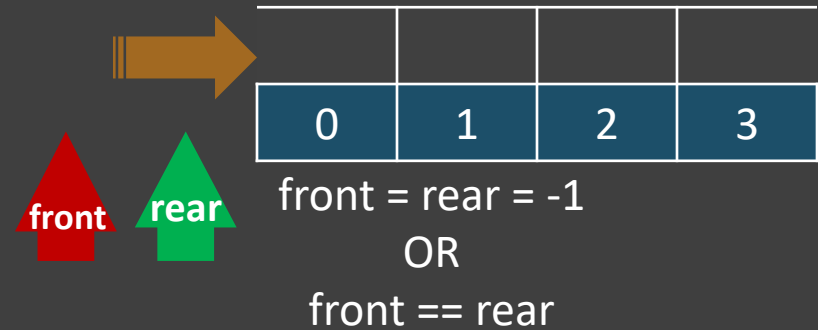 0 1 2 3
front rear
front = rear = -1
OR
front == rear